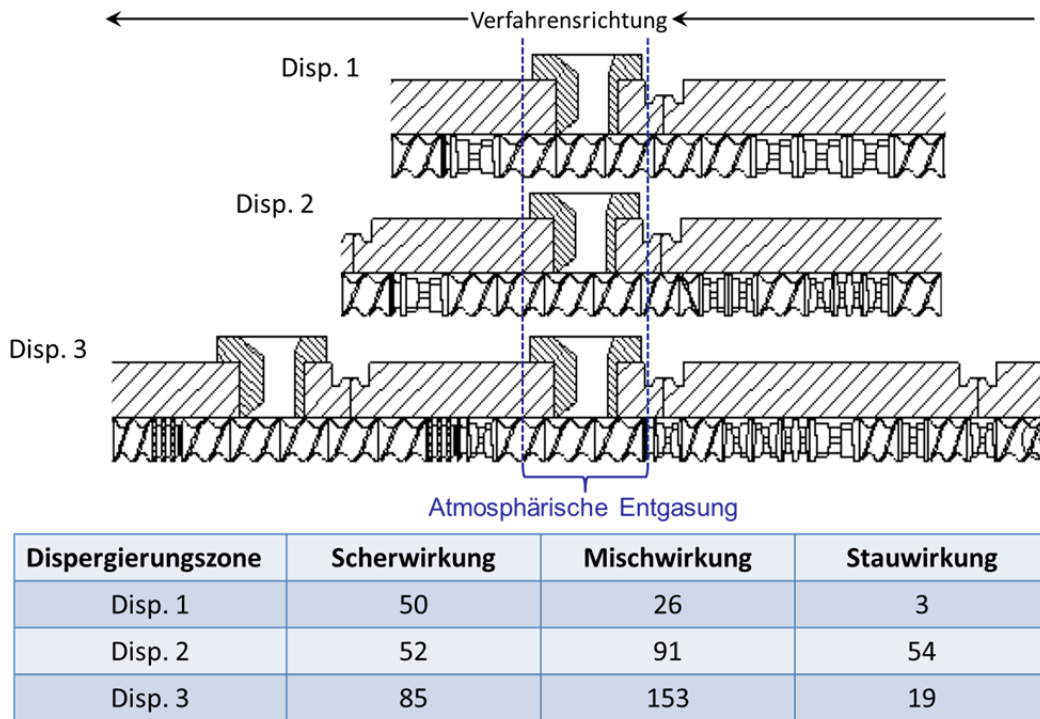 Verfahrensrichtung
Disp. 1
Disp. 2
Disp. 3
Atmosphärische Entgasung
Dispergierungszone Scherwirkung Mischwirkung Stauwirkung
Disp. 1 50 26 3
Disp. 2 52 91 54
Disp. 3 85 153 19